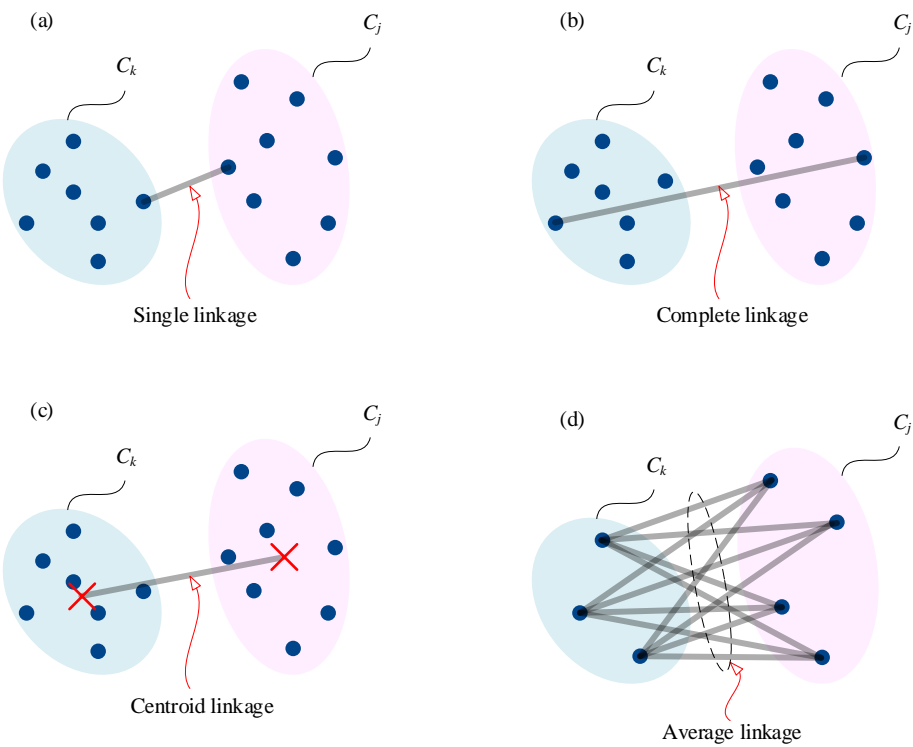 (a)
C_j
C_k
Single linkage
(b)
C_j
C_k
Complete linkage
(c)
C_j
C_k
Centroid linkage
(d)
C_j
C_k
Average linkage